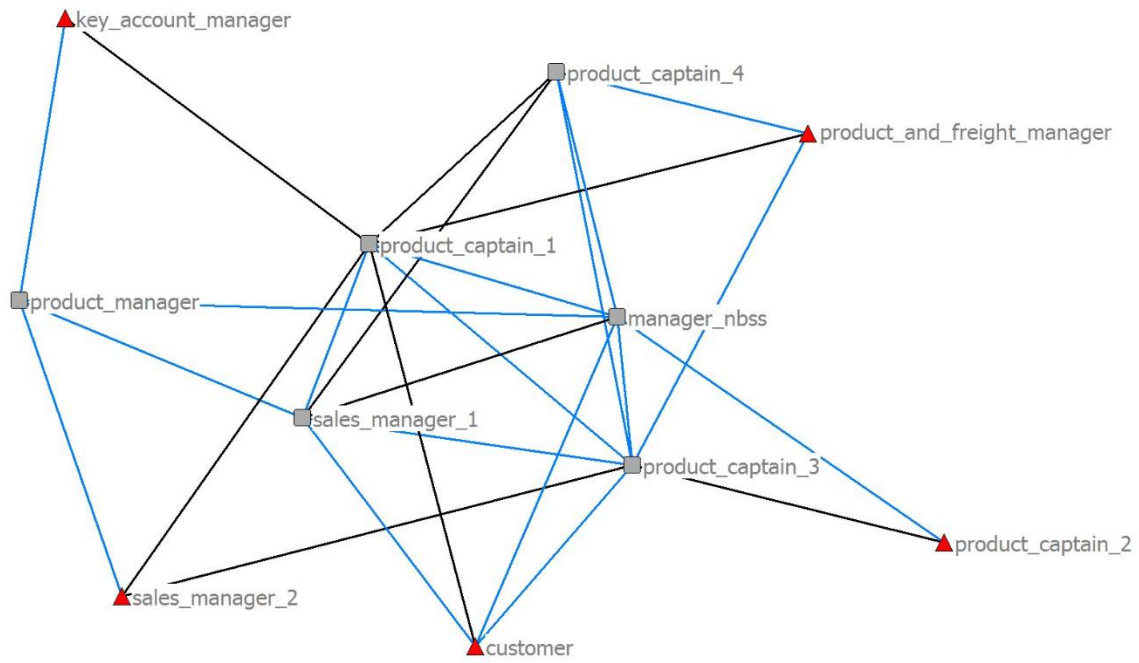 key_account_manager
product_captain_4
product_and_freight_manager
product_captain_1
product_manager
manager_nbss
sales_manager_1
product_captain_3
product_captain_2
sales_manager_2
customer